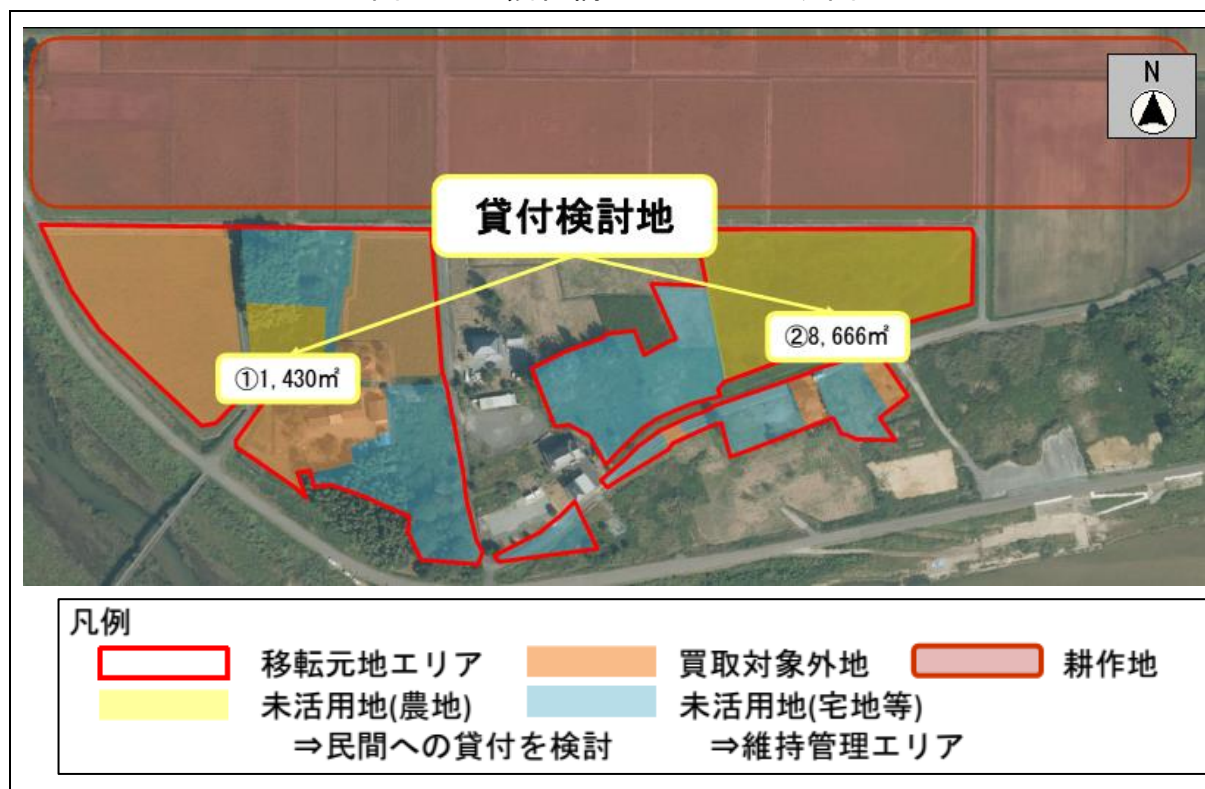 N
貸付検討地
①1,430㎡
②8,666㎡
凡例
移転元地エリア
買取対象外地
耕作地
未活用地(農地)
未活用地(宅地等)
⇒民間への貸付を検討
⇒維持管理エリア